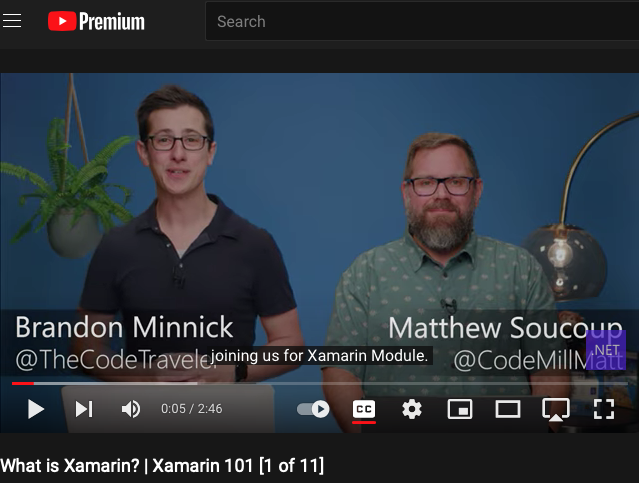 Premium
Search
Brandon Minnick
Matthew Soucoup
@TheCodeTraveler
joining us for Xamarin Module.
@CodeMillMatt
.NET
0:05 / 2:46
CC
What is Xamarin? | Xamarin 101 [1 of 11]